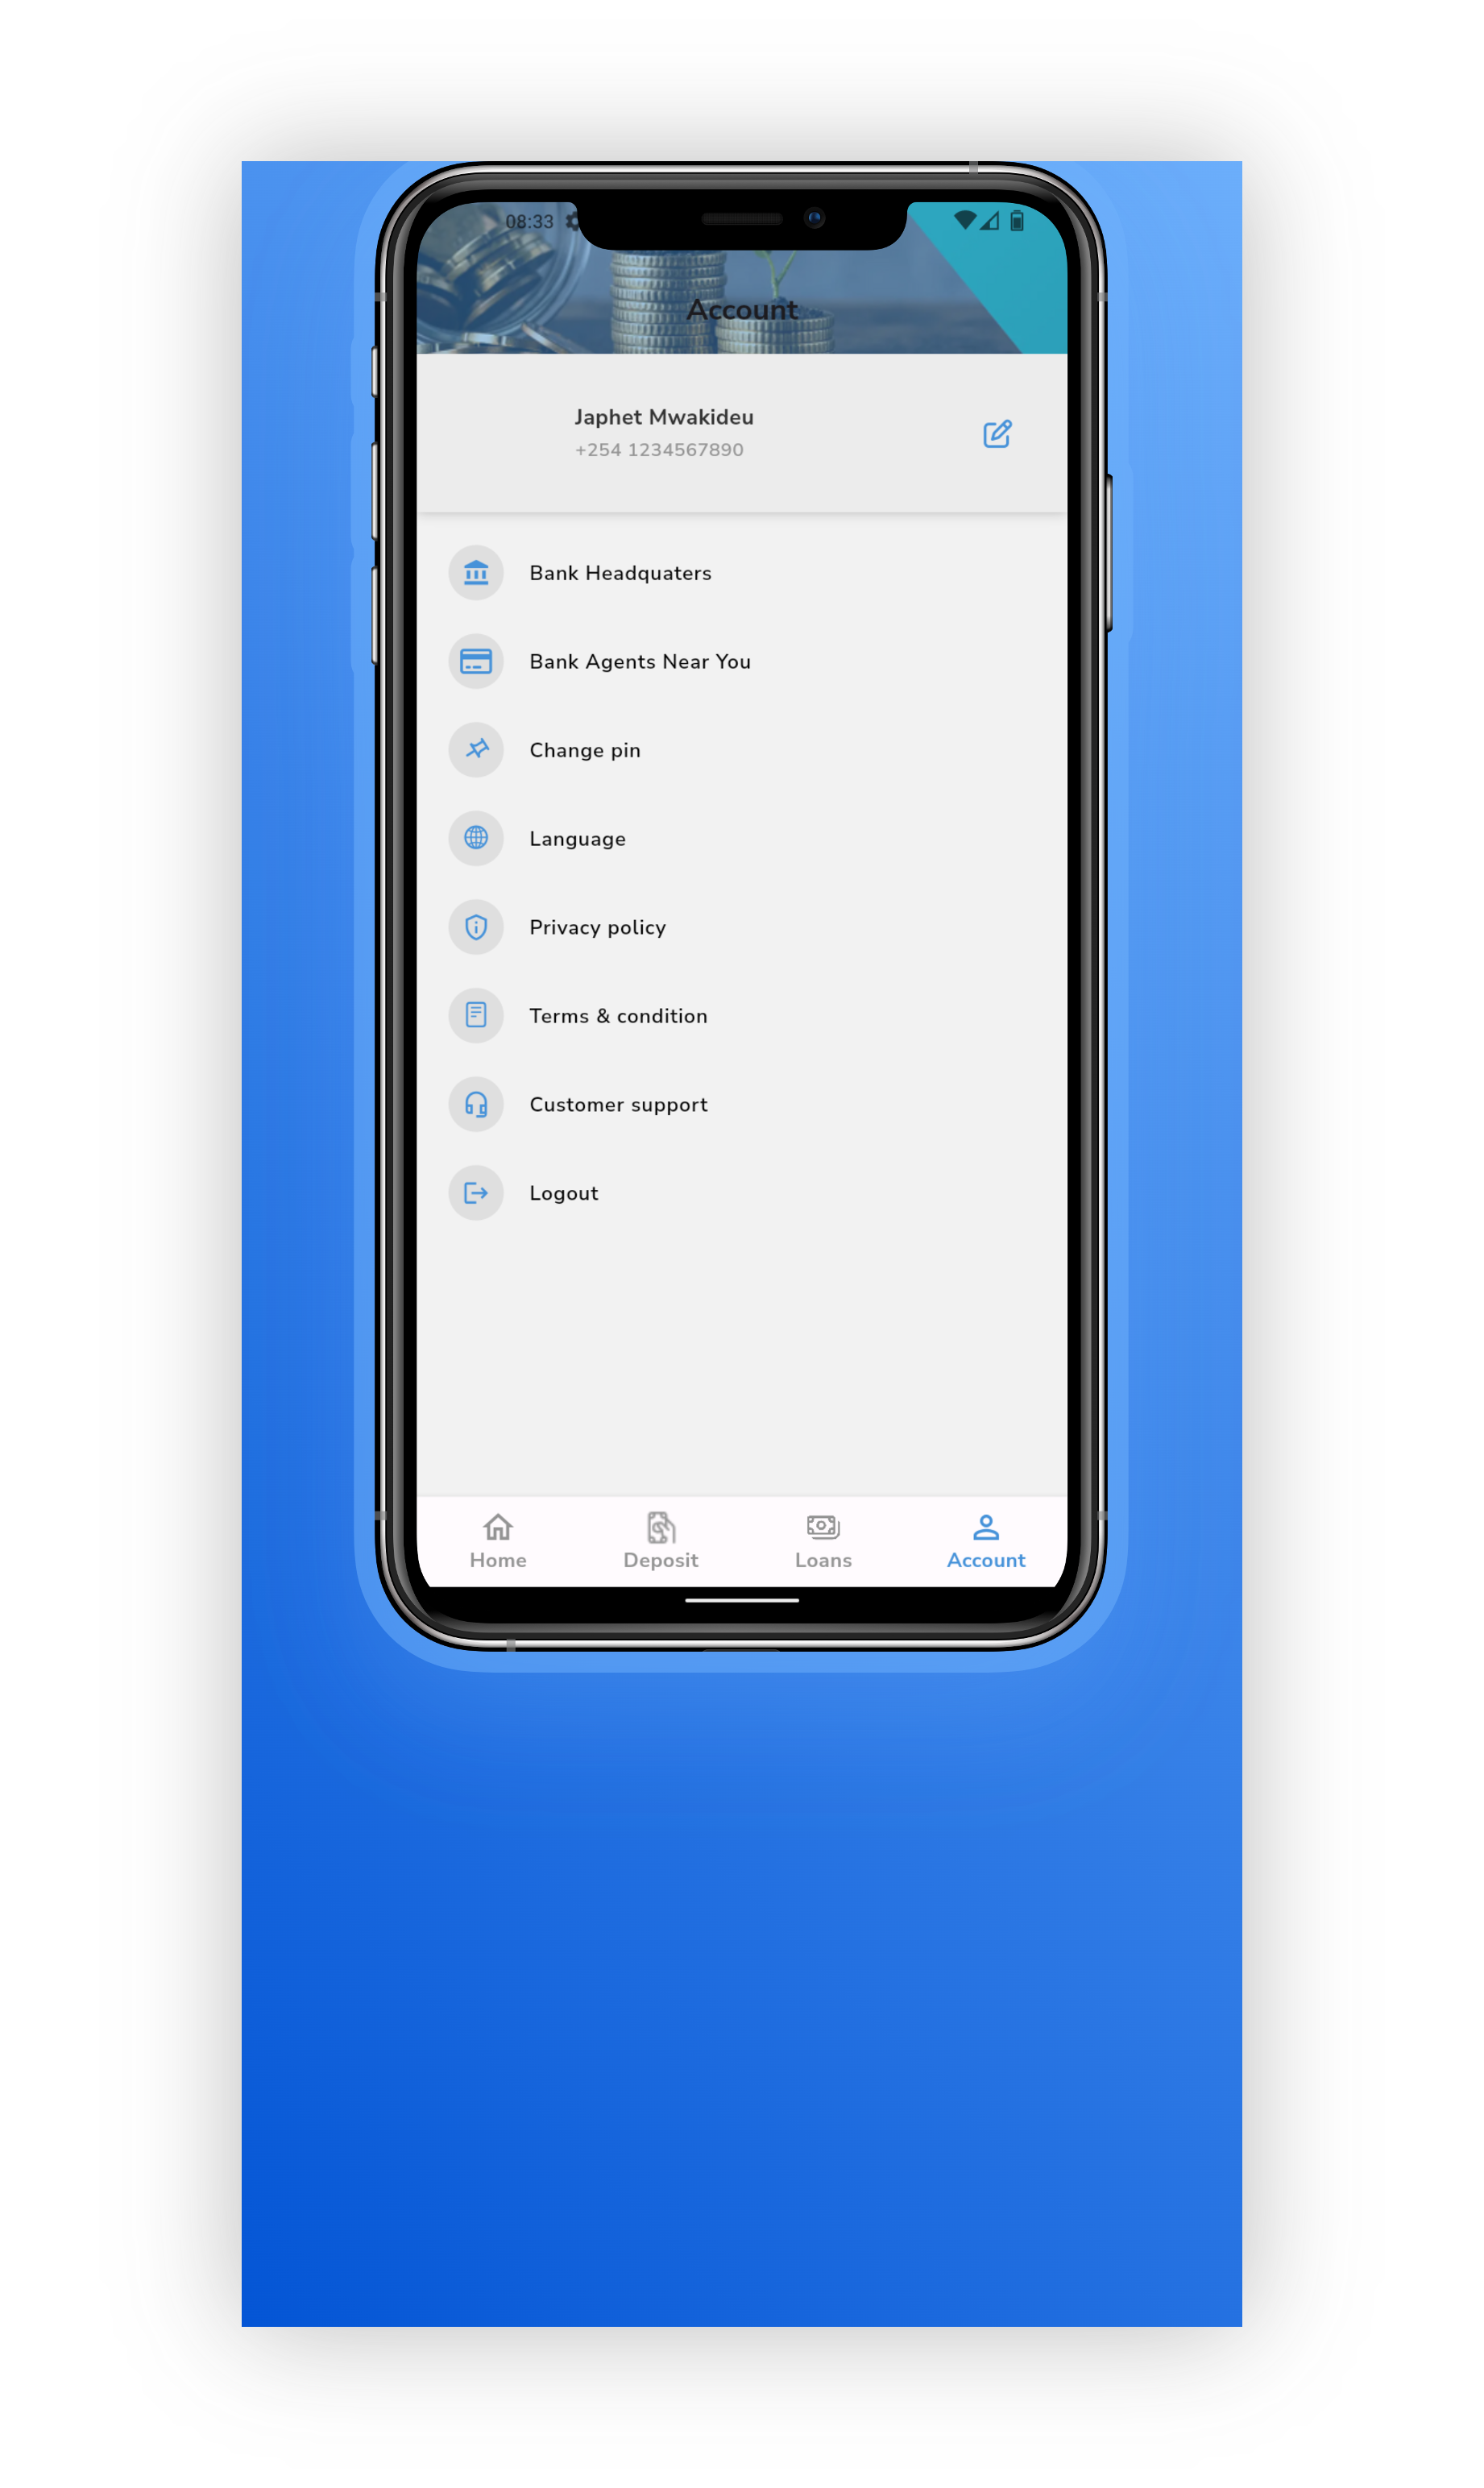 08:33
Account
Japhet Mwakideu
+254 1234567890
Bank Headquaters
Bank Agents Near You
Change pin
Language
Privacy policy
Terms & condition
Customer support
Logout
Home
Deposit
Loans
Account